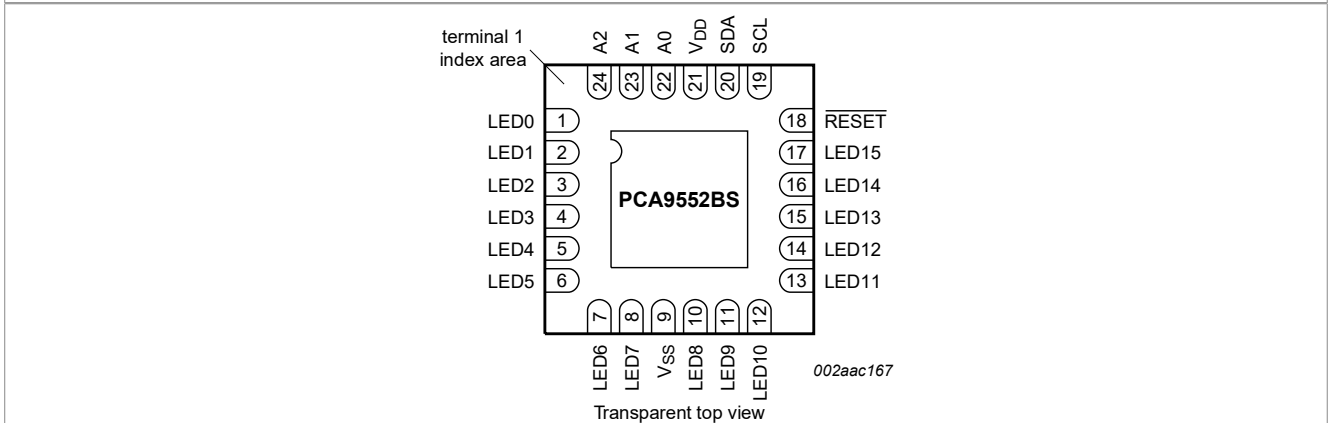 terminal 1
index area
A2 A1 A0 VDD SDA SCL
24 23 22 21 20 19
LED0 1 18 RESET
LED1 2 17 LED15
LED2 3 16 LED14
LED3 4 15 LED13
LED4 5 14 LED12
LED5 6 13 LED11
PCA9552BS
7 8 9 10 11 12
LED6 LED7 VSS LED8 LED9 LED10
002aac167
Transparent top view